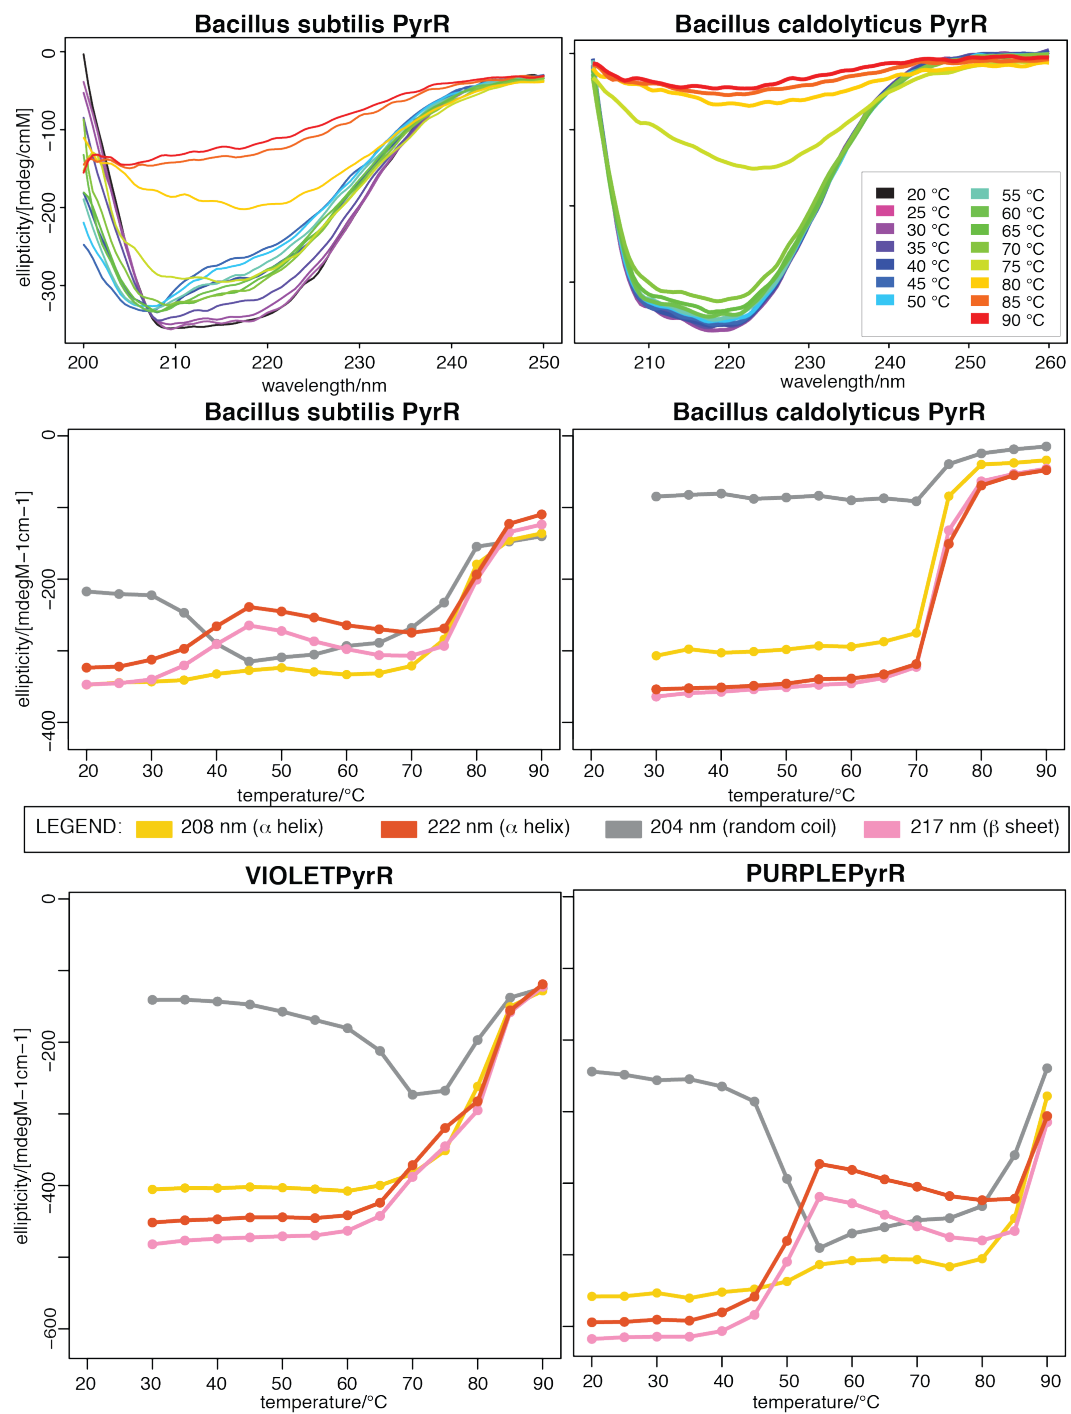 Bacillus subtilis PyrR
Bacillus caldolyticus PyrR
ellipticity/[mdeg/cmM]
0
−100
−200
−300
200 210 220 230 240 250
wavelength/nm
210 220 230 240 250 260
wavelength/nm
20 °C 55 °C
25 °C 60 °C
30 °C 65 °C
35 °C 70 °C
40 °C 75 °C
45 °C 80 °C
50 °C 85 °C
90 °C
Bacillus subtilis PyrR
Bacillus caldolyticus PyrR
ellipticity/[mdegM−1cm−1]
0
−200
−400
20 30 40 50 60 70 80 90
temperature/°C
20 30 40 50 60 70 80 90
temperature/°C
LEGEND: 208 nm (α helix) 222 nm (α helix) 204 nm (random coil) 217 nm (β sheet)
VIOLETPyrR
PURPLEPyrR
ellipticity/[mdegM−1cm−1]
0
−200
−400
−600
20 30 40 50 60 70 80 90
temperature/°C
20 30 40 50 60 70 80 90
temperature/°C